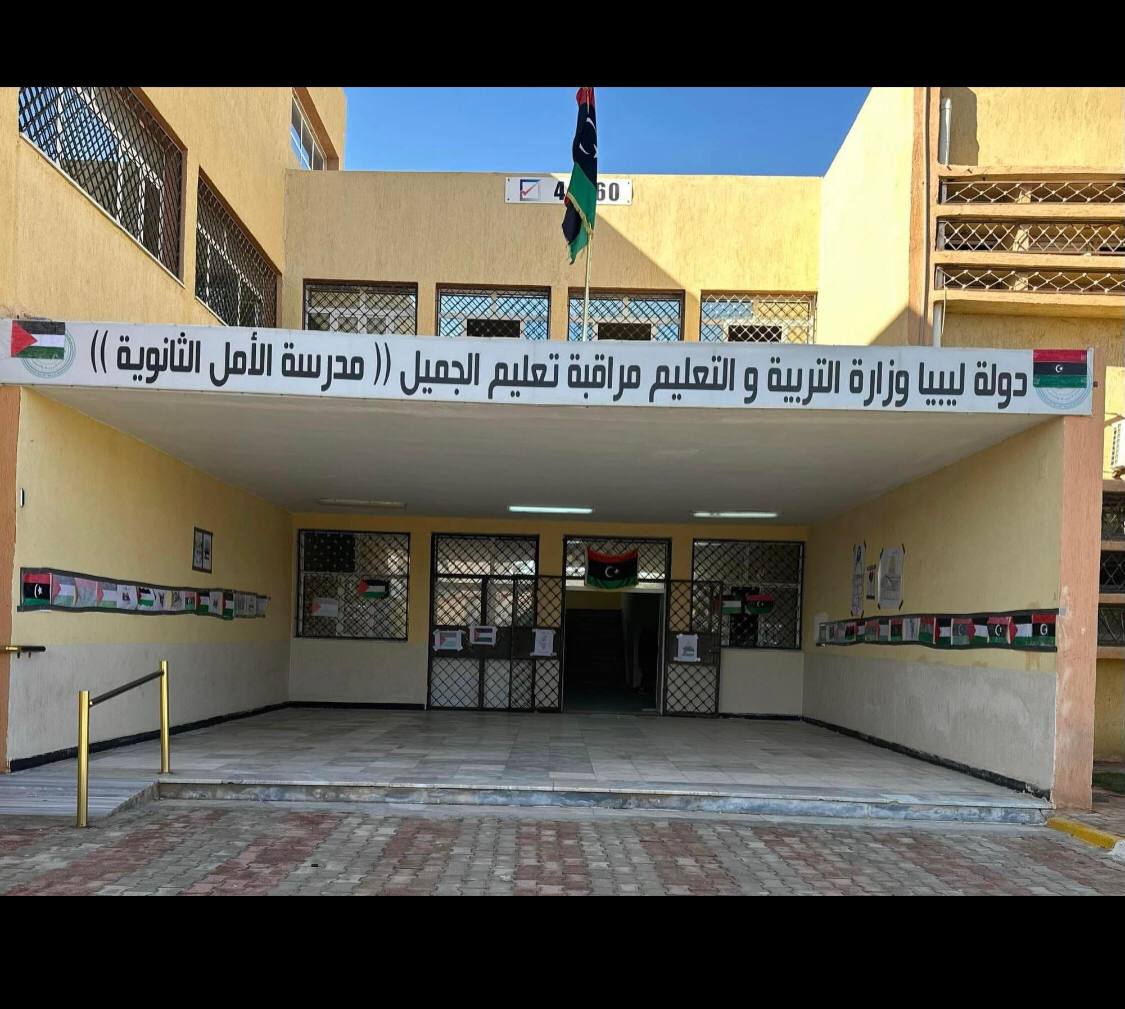 دولة ليبيا وزارة التربية و التعليم مراقبة تعليم الجميل (( مدرسة الأمل الثانوية ))